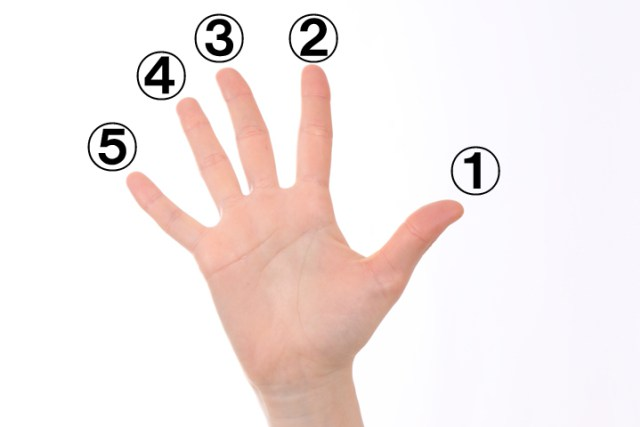 ③ ②
④
⑤ ①